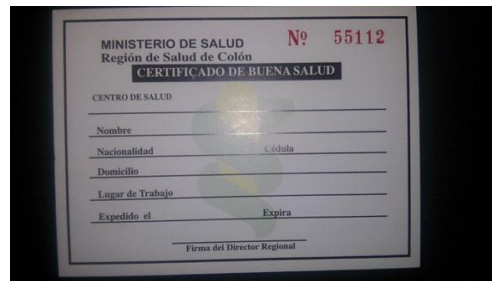 MINISTERIO DE SALUD Nº 55112
Región de Salud de Colón
CERTIFICADO DE BUENA SALUD
CENTRO DE SALUD
Nombre
Nacionalidad Cédula
Domicilio
Lugar de Trabajo
Expedido el Expira
Firma del Director Regional